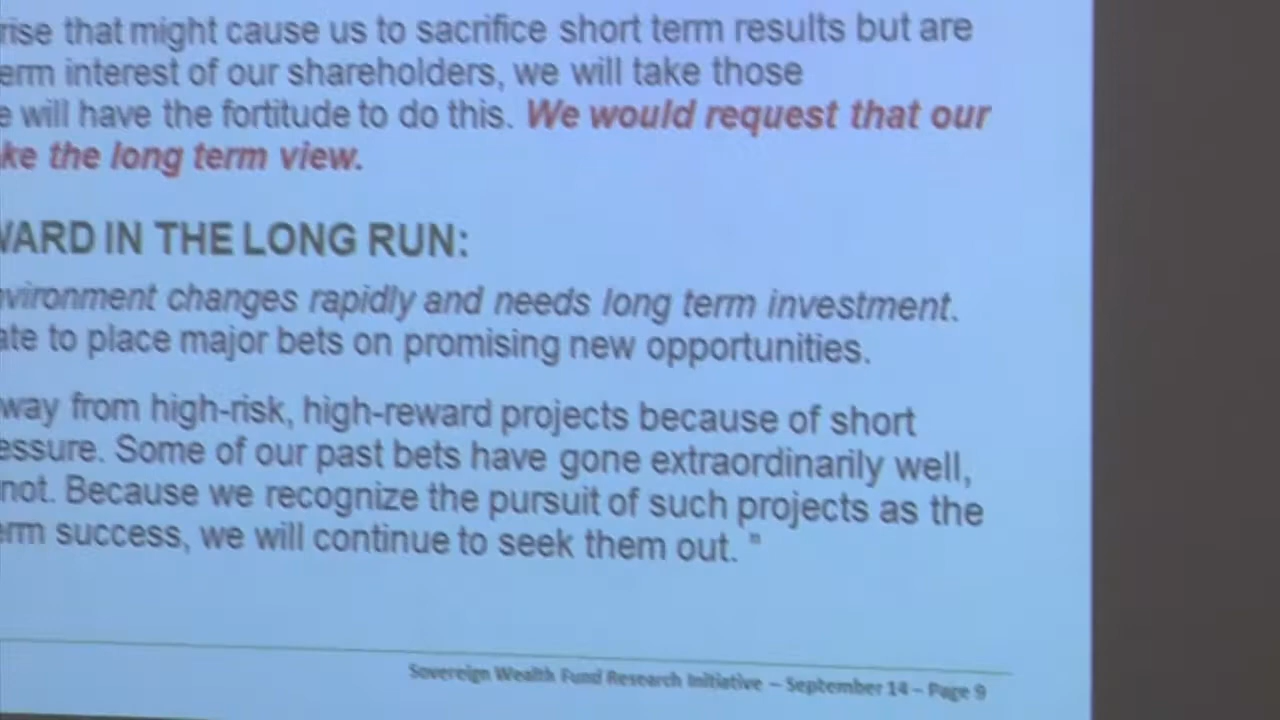 rise that might cause us to sacrifice short term results but are
erm interest of our shareholders, we will take those
e will have the fortitude to do this. We would request that our
ke the long term view.
WARD IN THE LONG RUN:
vironment changes rapidly and needs long term investment.
ate to place major bets on promising new opportunities.
way from high-risk, high-reward projects because of short
essure. Some of our past bets have gone extraordinarily well,
not. Because we recognize the pursuit of such projects as the
erm success, we will continue to seek them out. "
Sovereign Wealth Fund Research Initiative – September 14 – Page 9